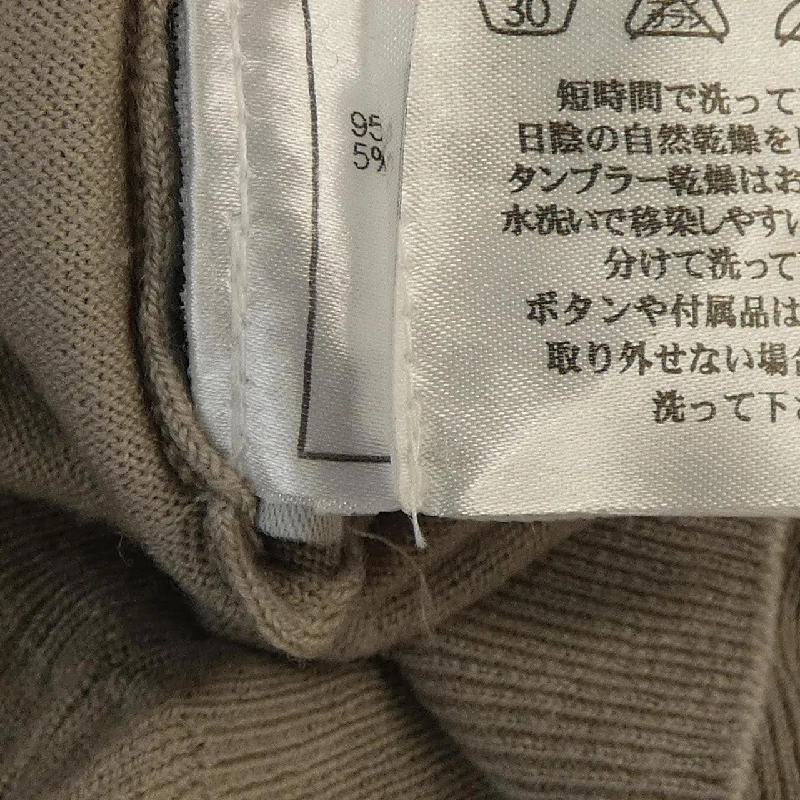 30
95
5%
短時間で洗って
日陰の自然乾燥を
タンブラー乾燥はお
水洗いで移染しやすい
分けて洗って
ボタンや付属品は
取り外せない場合
洗って下さ